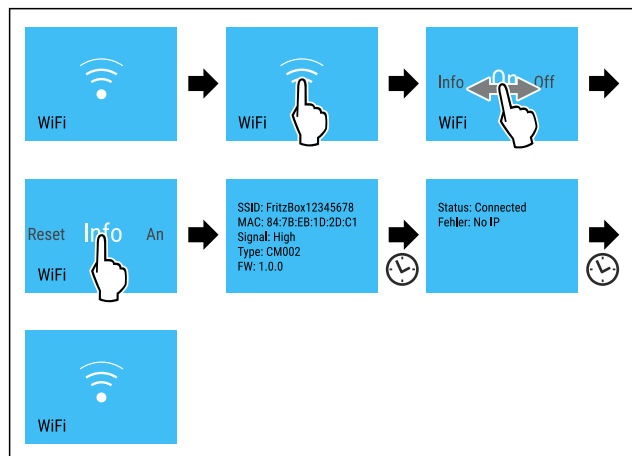 WiFi
WiFi
Info On Off
WiFi
Reset Info An
WiFi
SSID: FritzBox12345678
MAC: 84:7B:EB:1D:2D:C1
Signal: High
Type: CM002
FW: 1.0.0
Status: Connected
Fehler: No IP
WiFi